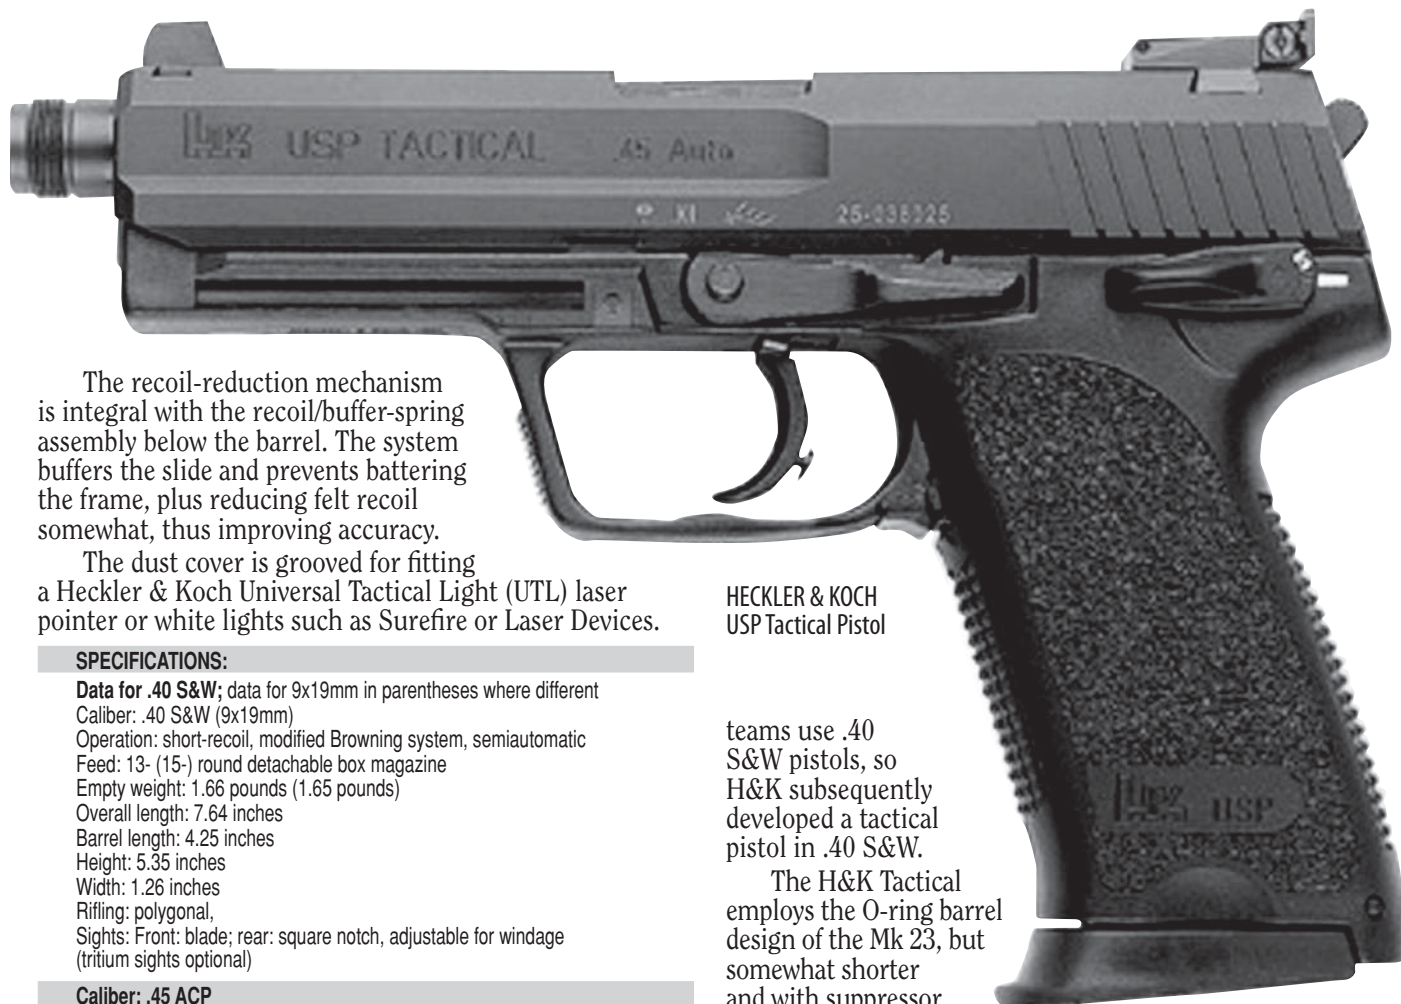 HK USP TACTICAL .45 Auto
KI 25-036025
The recoil-reduction mechanism
is integral with the recoil/buffer-spring
assembly below the barrel. The system
buffers the slide and prevents battering
the frame, plus reducing felt recoil
somewhat, thus improving accuracy.
The dust cover is grooved for fitting
a Heckler & Koch Universal Tactical Light (UTL) laser
pointer or white lights such as Surefire or Laser Devices.
SPECIFICATIONS:
Data for .40 S&W; data for 9x19mm in parentheses where different
Caliber: .40 S&W (9x19mm)
Operation: short-recoil, modified Browning system, semiautomatic
Feed: 13- (15-) round detachable box magazine
Empty weight: 1.66 pounds (1.65 pounds)
Overall length: 7.64 inches
Barrel length: 4.25 inches
Height: 5.35 inches
Width: 1.26 inches
Rifling: polygonal,
Sights: Front: blade; rear: square notch, adjustable for windage
(tritium sights optional)
Caliber: .45 ACP
HECKLER & KOCH
USP Tactical Pistol
teams use .40
S&W pistols, so
H&K subsequently
developed a tactical
pistol in .40 S&W.
The H&K Tactical
employs the O-ring barrel
design of the Mk 23, but
somewhat shorter
and with suppressor
HK USP